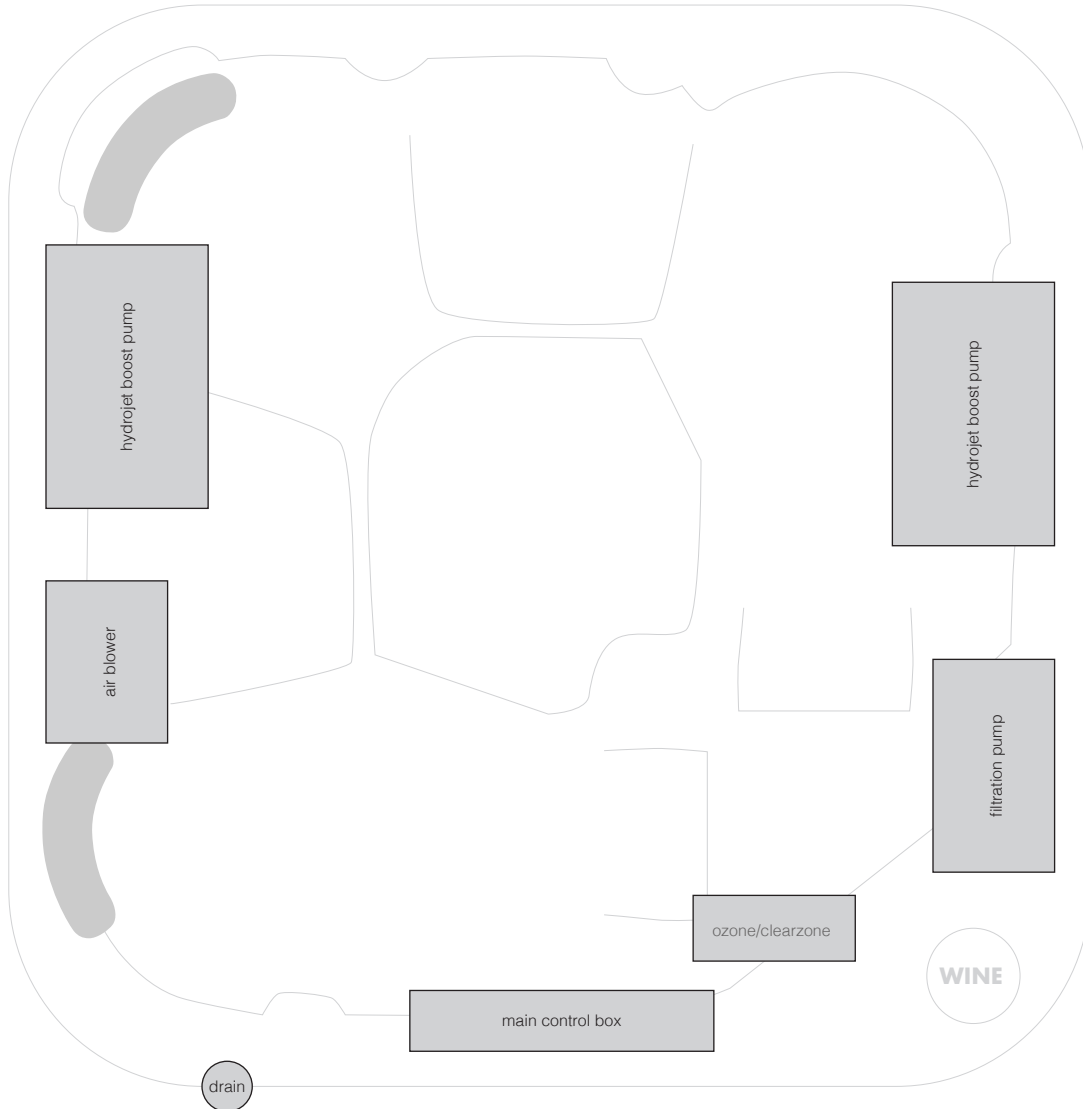 hydrojet boost pump
hydrojet boost pump
air blower
filtration pump
ozone/clearzone
WINE
main control box
drain